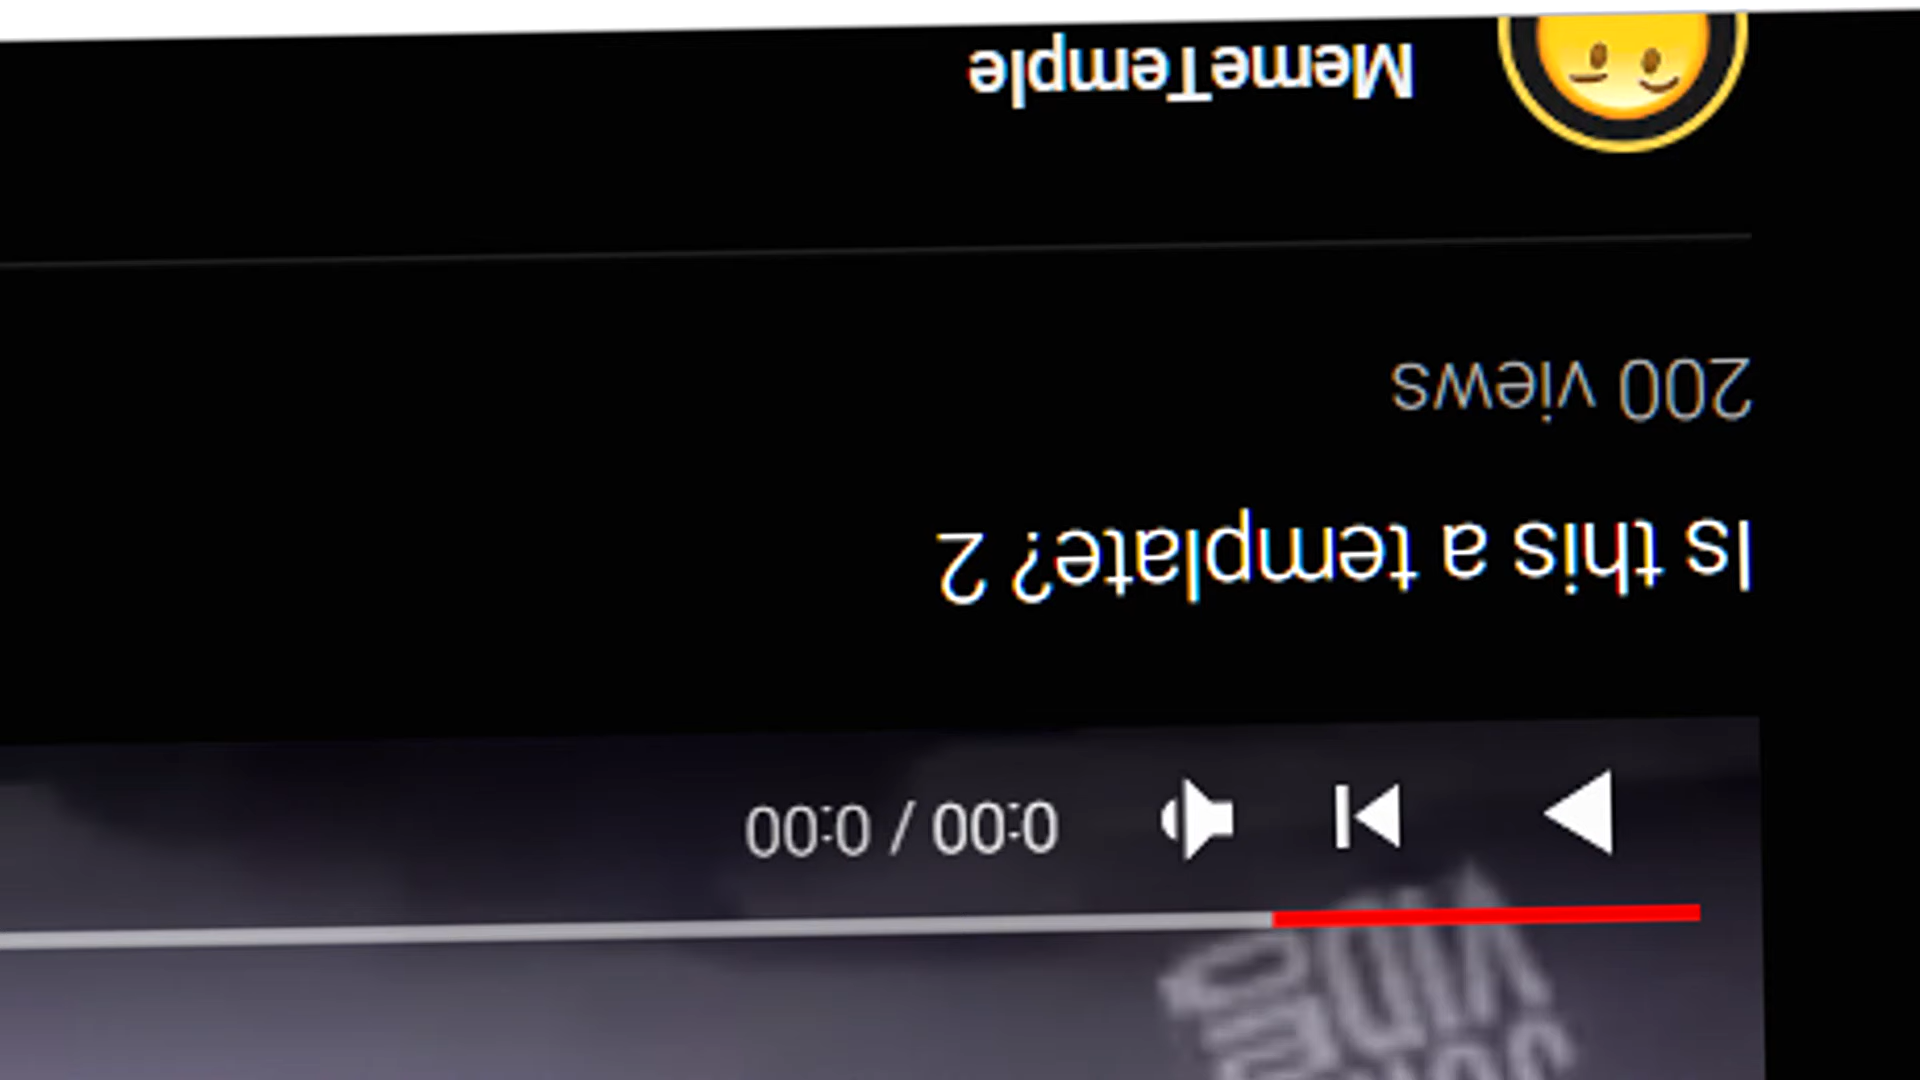 0:00 / 0:00
Is this a template? 2
200 views
MemeTemple